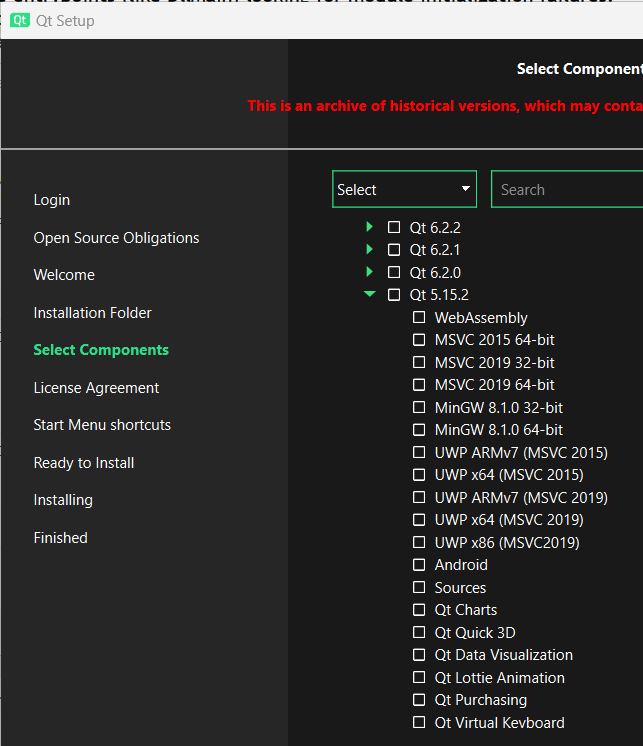 Qt Setup
Select Component
This is an archive of historical versions, which may conta
Login
Open Source Obligations
Welcome
Installation Folder
Select Components
License Agreement
Start Menu shortcuts
Ready to Install
Installing
Finished
Select
Search
Qt 6.2.2
Qt 6.2.1
Qt 6.2.0
Qt 5.15.2
WebAssembly
MSVC 2015 64-bit
MSVC 2019 32-bit
MSVC 2019 64-bit
MinGW 8.1.0 32-bit
MinGW 8.1.0 64-bit
UWP ARMv7 (MSVC 2015)
UWP x64 (MSVC 2015)
UWP ARMv7 (MSVC 2019)
UWP x64 (MSVC 2019)
UWP x86 (MSVC2019)
Android
Sources
Qt Charts
Qt Quick 3D
Qt Data Visualization
Qt Lottie Animation
Qt Purchasing
Qt Virtual Keyboard